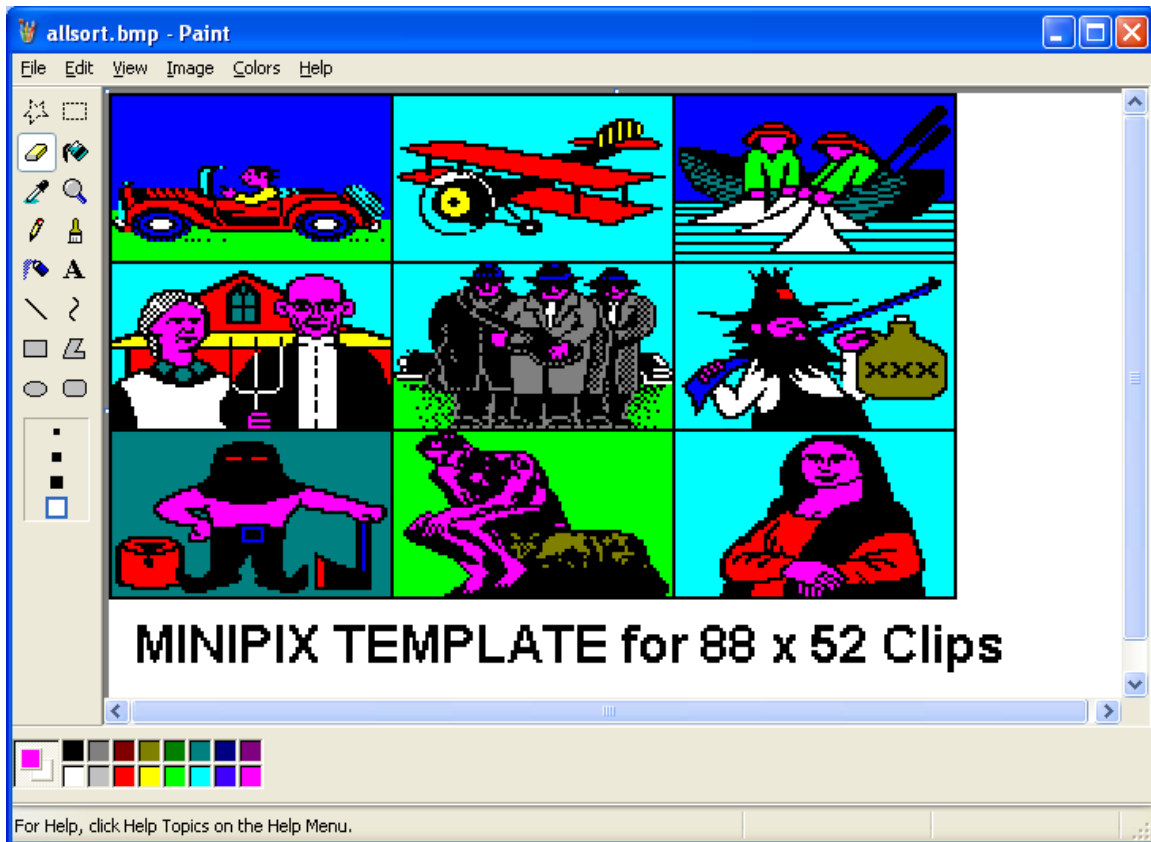 allsort.bmp - Paint
File Edit View Image Colors Help
A
XXX
MINIPIX TEMPLATE for 88 x 52 Clips
For Help, click Help Topics on the Help Menu.